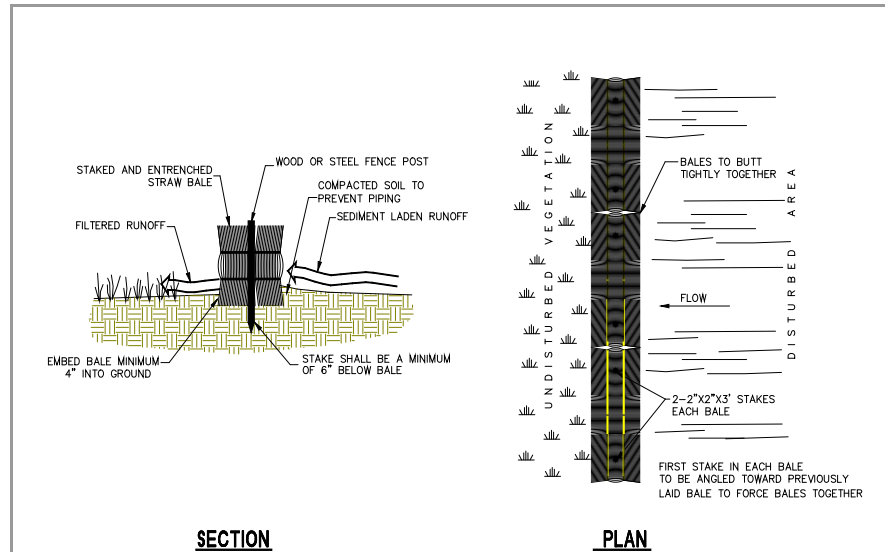 WOOD OR STEEL FENCE POST
STAKED AND ENTRENCHED
STRAW BALE
COMPACTED SOIL TO
PREVENT PIPING
SEDIMENT LADEN RUNOFF
FILTERED RUNOFF
EMBED BALE MINIMUM
4" INTO GROUND
STAKE SHALL BE A MINIMUM
OF 6" BELOW BALE
SECTION
UNDISTURBED VEGETATION
BALES TO BUTT
TIGHTLY TOGETHER
DISTURBED AREA
FLOW
2-2"X2"X3' STAKES
EACH BALE
FIRST STAKE IN EACH BALE
TO BE ANGLED TOWARD PREVIOUSLY
LAID BALE TO FORCE BALES TOGETHER
PLAN